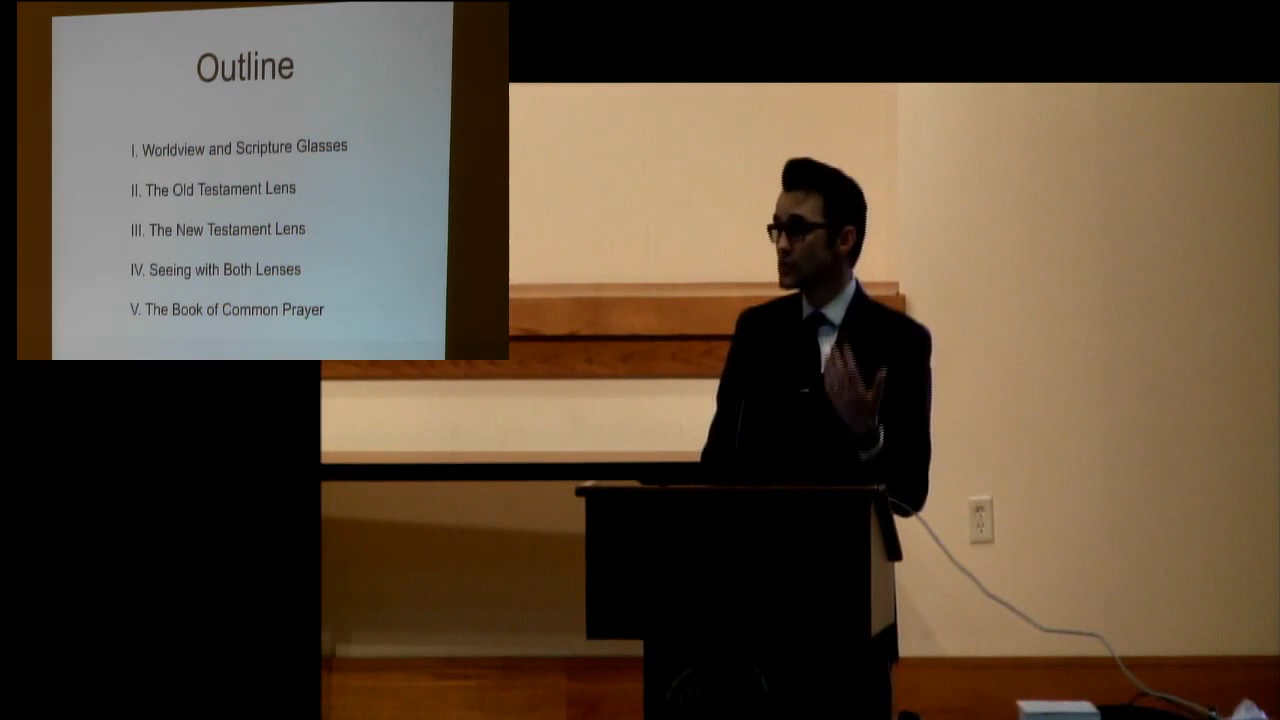 Outline
I. Worldview and Scripture Glasses
II. The Old Testament Lens
III. The New Testament Lens
IV. Seeing with Both Lenses
V. The Book of Common Prayer